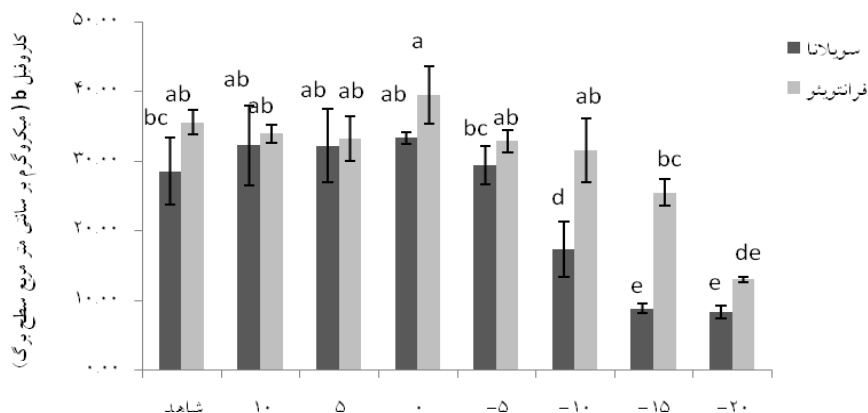 کلروفیل b ( میکروگرم بر سانتی متر مربع سطح برگ)
۵۰.۰۰
۴۰.۰۰
۳۰.۰۰
۲۰.۰۰
۱۰.۰۰
۰.۰۰
bc ab ab ab ab ab ab a bc ab d ab e bc e de
سویلانا
فرانتویئو
شاهد ۱۰ ۵ ۰ -۵ -۱۰ -۱۵ -۲۰